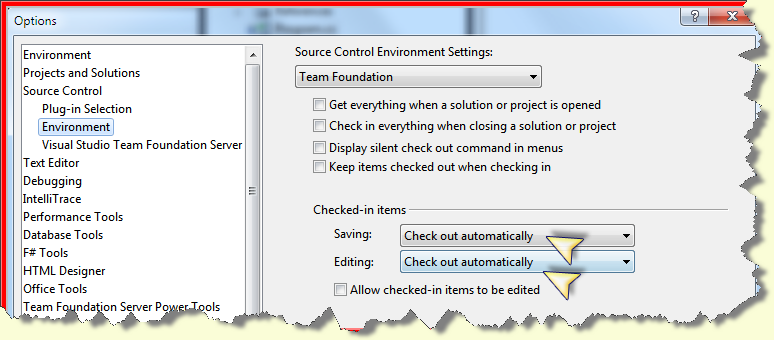 Options
Environment
Projects and Solutions
Source Control
Plug-in Selection
Environment
Visual Studio Team Foundation Server
Text Editor
Debugging
IntelliTrace
Performance Tools
Database Tools
F# Tools
HTML Designer
Office Tools
Team Foundation Server Power Tools
Source Control Environment Settings:
Team Foundation
Get everything when a solution or project is opened
Check in everything when closing a solution or project
Display silent check out command in menus
Keep items checked out when checking in
Checked-in items
Saving: Check out automatically
Editing: Check out automatically
Allow checked-in items to be edited